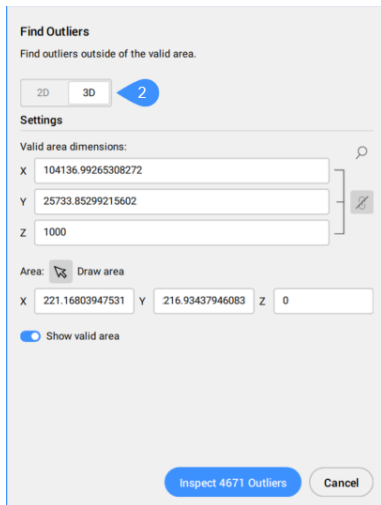 Find Outliers
Find outliers outside of the valid area.
2D 3D 2
Settings
Valid area dimensions:
X 104136.99265308272
Y 25733.85299215602
Z 1000
Area: Draw area
X 221.16803947531 Y 216.93437946083 Z 0
Show valid area
Inspect 4671 Outliers Cancel